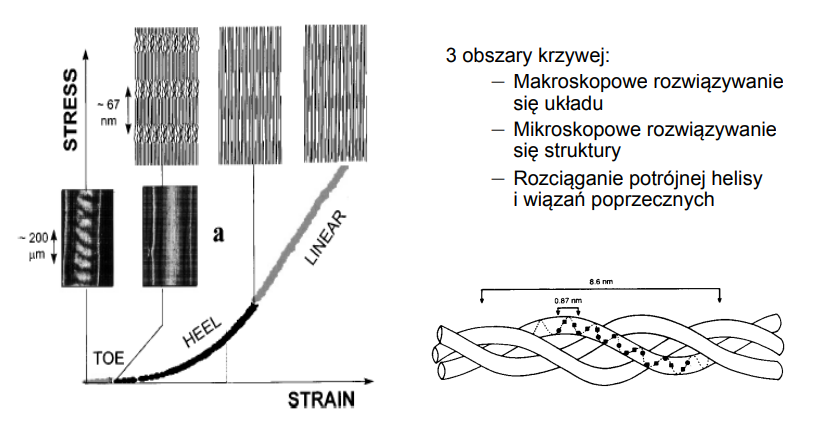 STRESS
~ 67
nm
~ 200
µm
a
TOE
HEEL
LINEAR
STRAIN
3 obszary krzywej:
– Makroskopowe rozwiązywanie
się układu
– Mikroskopowe rozwiązywanie
się struktury
– Rozciąganie potrójnej helisy
i wiązań poprzecznych
8.6 nm
0.87 nm